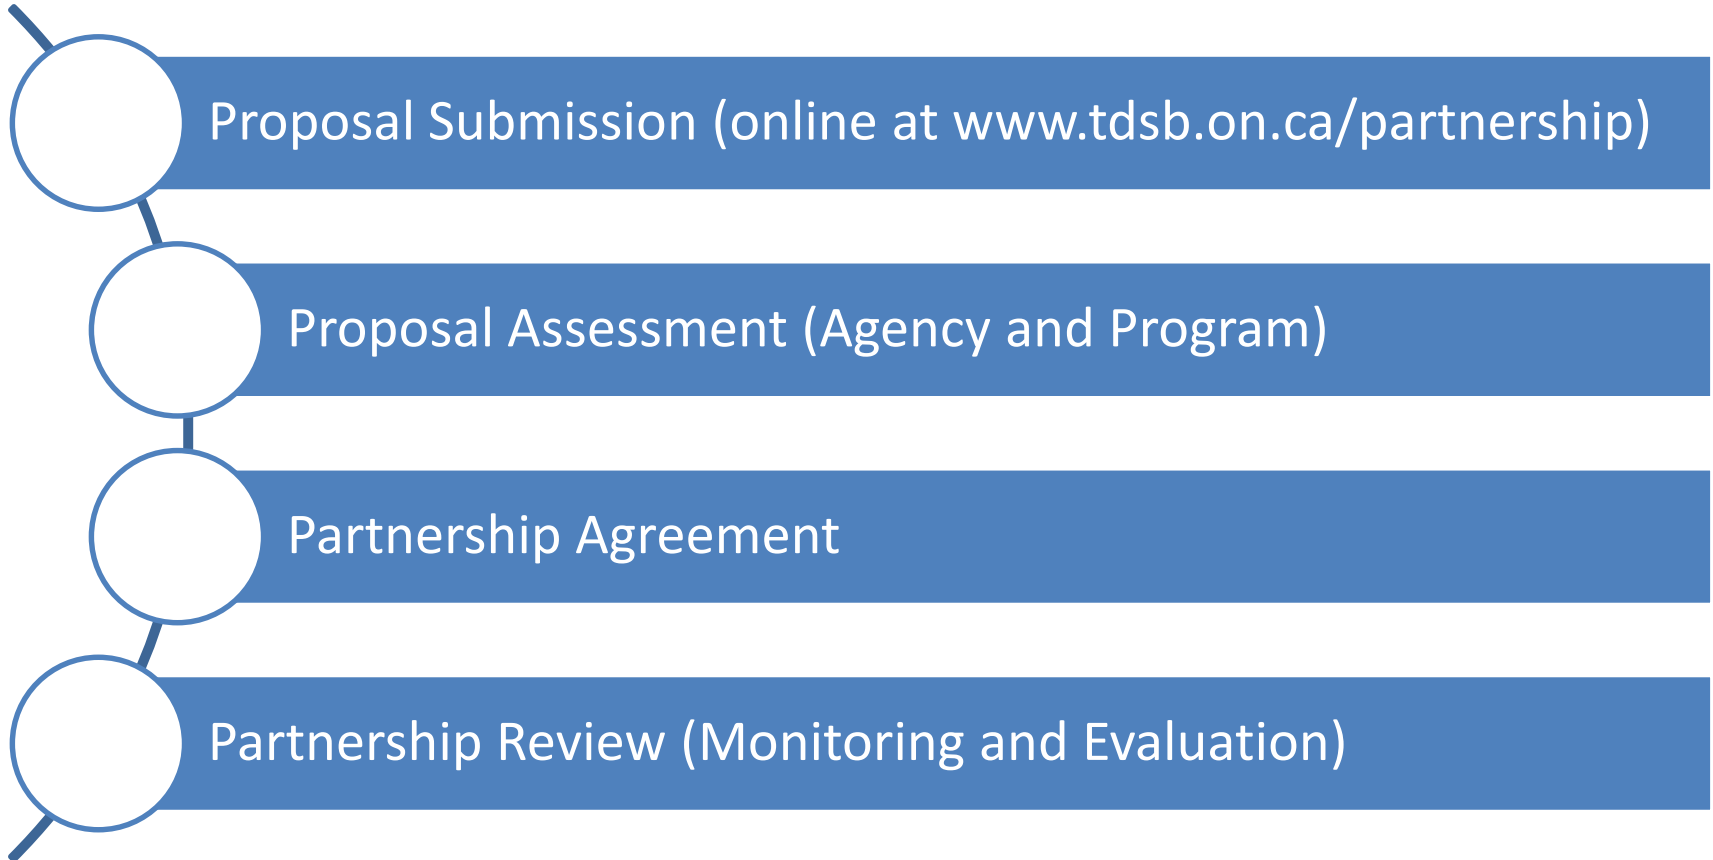 Proposal Submission (online at www.tdsb.on.ca/partnership)
Proposal Assessment (Agency and Program)
Partnership Agreement
Partnership Review (Monitoring and Evaluation)